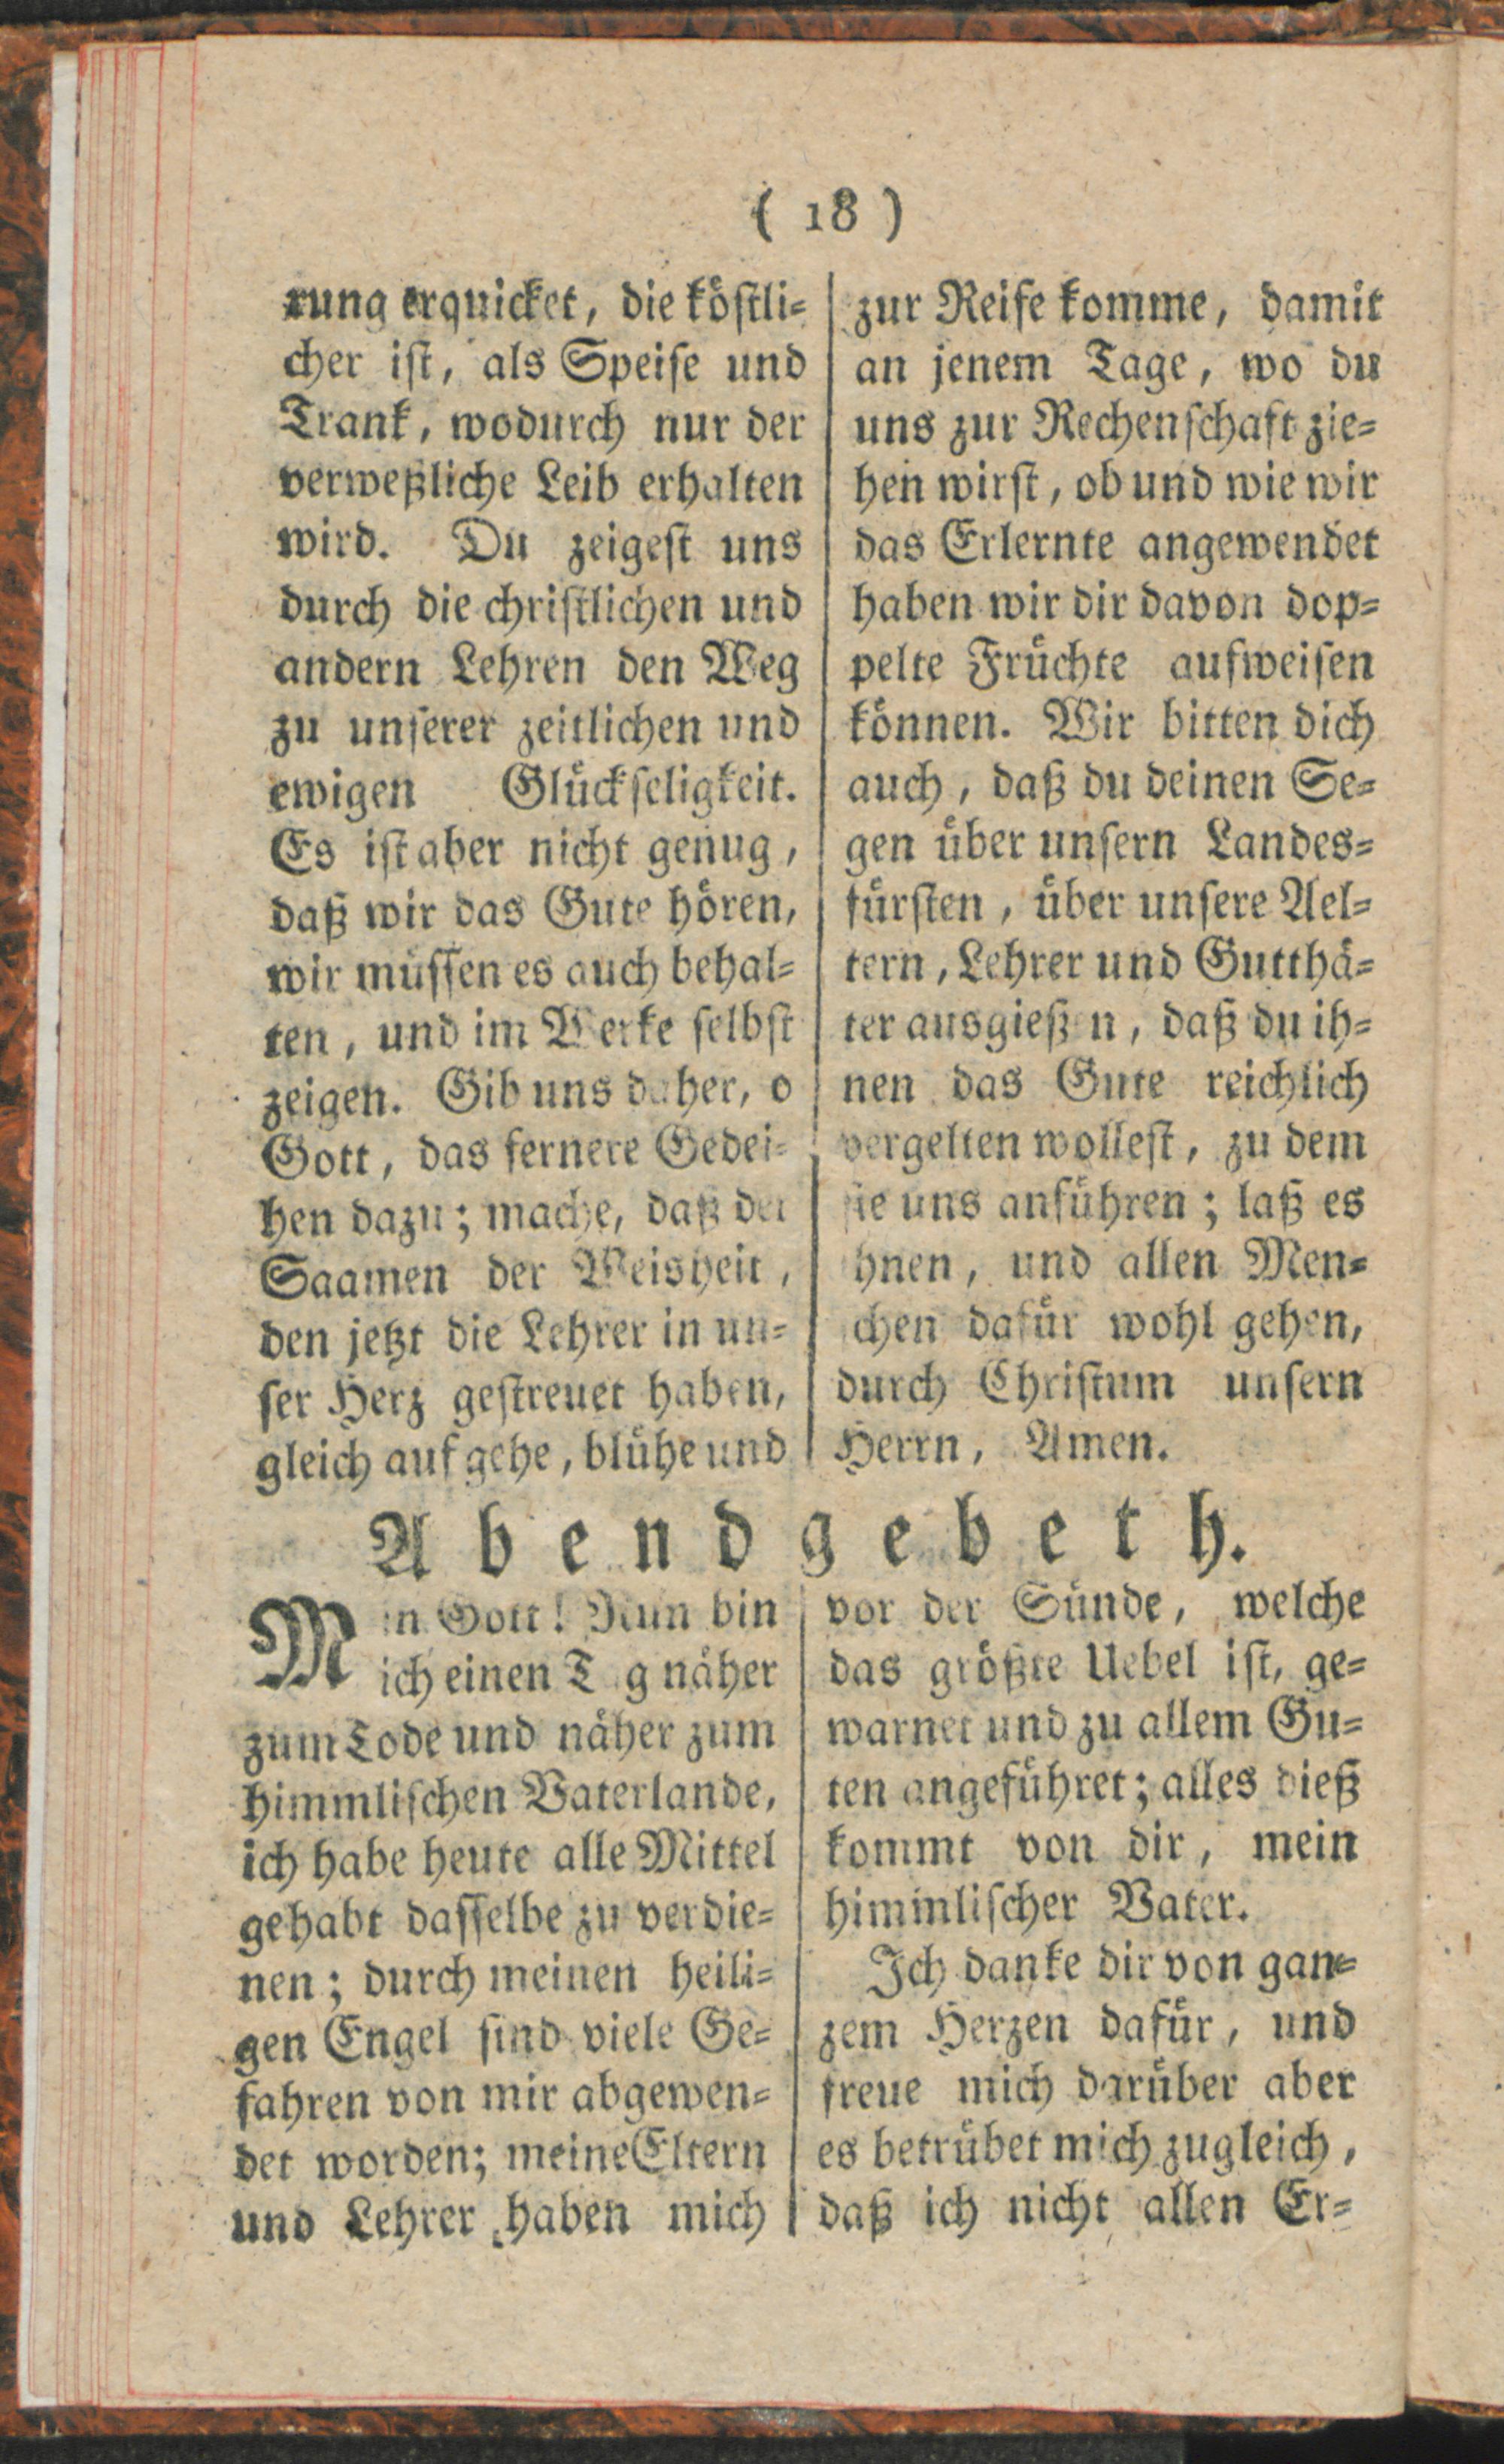 ( 18 )
rung erquicket, die köstli=
cher ist, als Speise und
Trank, wodurch nur der
verweßliche Leib erhalten
wird. Du zeigest uns
durch die christlichen und
andern Lehren den Weg
zu unserer zeitlichen und
ewigen Glückseligkeit.
Es ist aber nicht genug,
daß wir das Gute hören,
wir müssen es auch behal=
ten, und im Werke selbst
zeigen. Gib uns daher, o
Gott, das fernere Gedei=
hen dazu; mache, daß der
Saamen der Weisheit,
den jetzt die Lehrer in un=
ser Herz gestreuet haben,
gleich aufgehe, blühe und
zur Reife komme, damit
an jenem Tage, wo du
uns zur Rechenschaft zie=
hen wirst, ob und wie wir
das Erlernte angewendet
haben wir dir davon dop=
pelte Früchte aufweisen
können. Wir bitten dich
auch, daß du deinen Se=
gen über unsern Landes=
fürsten, über unsere Ael=
tern, Lehrer und Gutthä=
ter ausgießen, daß du ih=
nen das Gute reichlich
vergelten wollest, zu dem
sie uns anführen; laß es
hnen, und allen Men=
schen dafür wohl gehen,
durch Christum unsern
Herrn, Amen.
Abendgebeth.
Mein Gott! Nun bin
ich einen Tag näher
zum Tode und näher zum
himmlischen Vaterlande,
ich habe heute alle Mittel
gehabt dasselbe zu verdie=
nen; durch meinen heili=
gen Engel sind viele Ge=
fahren von mir abgewen=
det worden; meine Eltern
und Lehrer haben mich
vor der Sünde, welche
das größte Uebel ist, ge=
warnet und zu allem Gu=
ten angeführet; alles dieß
kommt von dir, mein
himmlischer Vater.
Ich danke dir von gan=
zem Herzen dafür, und
freue mich darüber aber
es betrübet mich zugleich,
daß ich nicht allen Er=